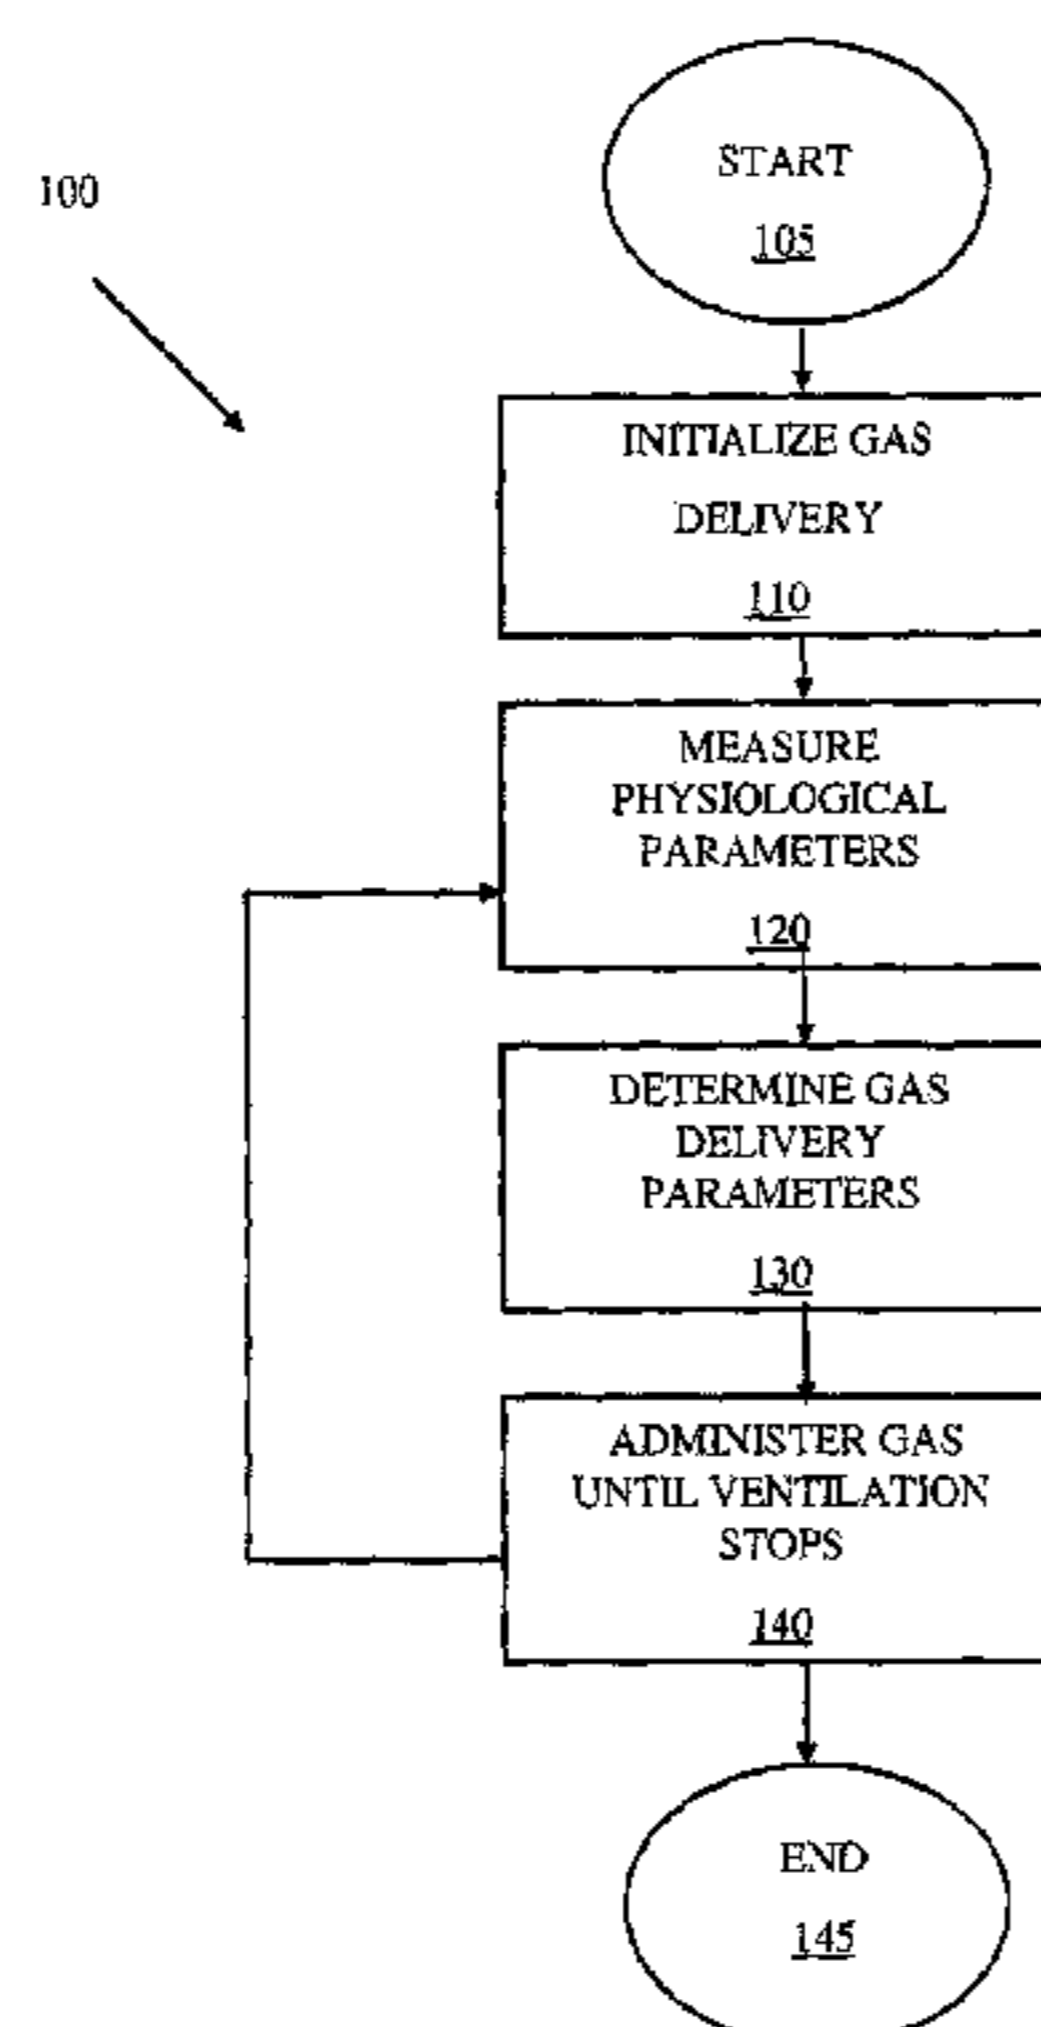 100
START
105
INITIALIZE GAS
DELIVERY
110
MEASURE
PHYSIOLOGICAL
PARAMETERS
120
DETERMINE GAS
DELIVERY
PARAMETERS
130
ADMINISTER GAS
UNTIL VENTILATION
STOPS
140
END
145